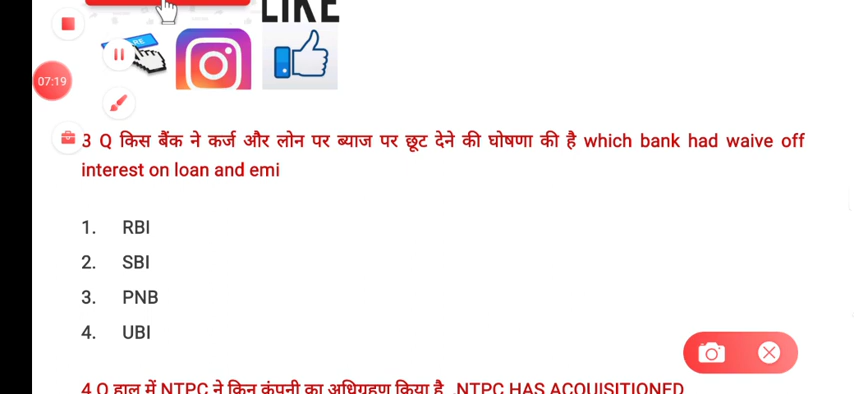 LIKE
07:19
3 Q किस बैंक ने कर्ज और लोन पर ब्याज पर छूट देने की घोषणा की है which bank had waive off
interest on loan and emi
1. RBI
2. SBI
3. PNB
4. UBI
4 Q हाल में NTPC ने किन कंपनी का अधिग्रहण किया है .NTPC HAS ACQUISITIONED